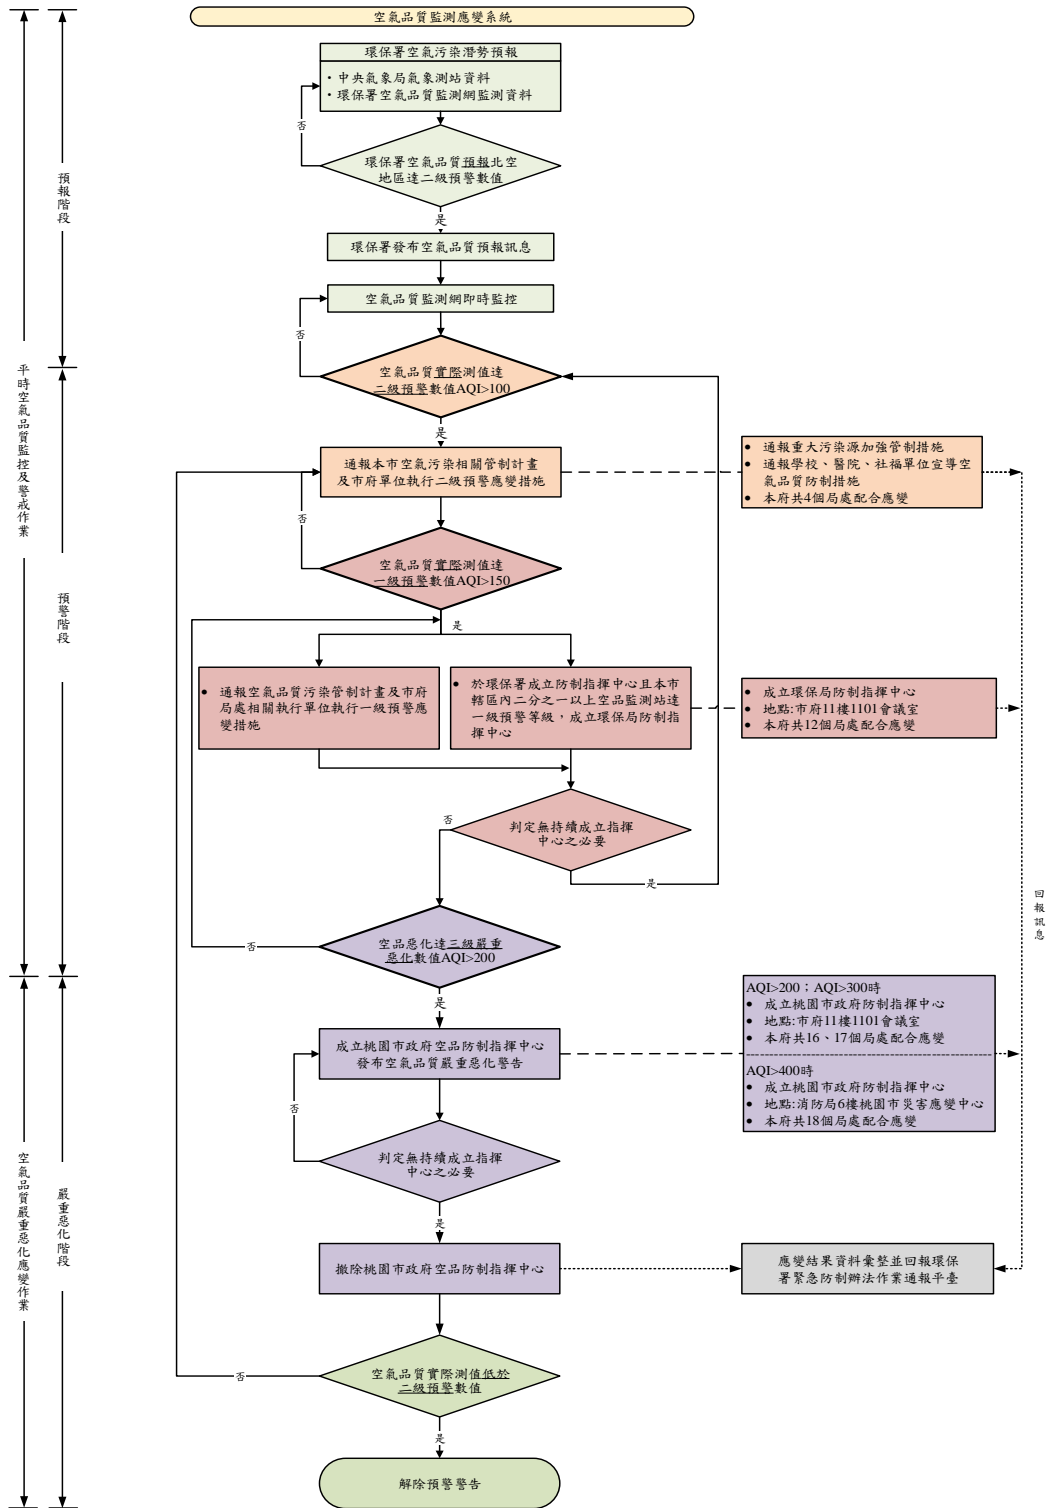 空氣品質監測應變系統
環保署空氣污染潛勢預報
・中央氣象局氣象測站資料
・環保署空氣品質監測網監測資料
否
環保署空氣品質預報北空
地區達二級預警數值
是
環保署發布空氣品質預報訊息
空氣品質監測網即時監控
否
空氣品質實際測值達
二級預警數值AQI>100
是
通報本市空氣污染相關管制計畫
及市府單位執行二級預警應變措施
● 通報重大污染源加強管制措施
● 通報學校、醫院、社福單位宣導空
氣品質防制措施
● 本府共4個局處配合應變
否
空氣品質實際測值達
一級預警數值AQI>150
是
● 通報空氣品質污染管制計畫及市府
局處相關執行單位執行一級預警應
變措施
● 於環保署成立防制指揮中心且本市
轄區內二分之一以上空品監測站達
一級預警等級，成立環保局防制指
揮中心
● 成立環保局防制指揮中心
● 地點:市府11樓1101會議室
● 本府共12個局處配合應變
判定無持續成立指揮
中心之必要
否
是
空品惡化達三級嚴重
惡化數值AQI>200
否
是
成立桃園市政府空品防制指揮中心
發布空氣品質嚴重惡化警告
AQI>200；AQI>300時
● 成立桃園市政府防制指揮中心
● 地點:市府11樓1101會議室
● 本府共16、17個局處配合應變
AQI>400時
● 成立桃園市政府防制指揮中心
● 地點:消防局6樓桃園市災害應變中心
● 本府共18個局處配合應變
否
判定無持續成立指揮
中心之必要
是
撤除桃園市政府空品防制指揮中心
應變結果資料彙整並回報環保
署緊急防制辦法作業通報平臺
空氣品質實際測值低於
二級預警數值
否
是
解除預警警告
平時空氣品質監控及警戒作業
空氣品質嚴重惡化應變作業
預報階段
預警階段
嚴重惡化階段
回報訊息